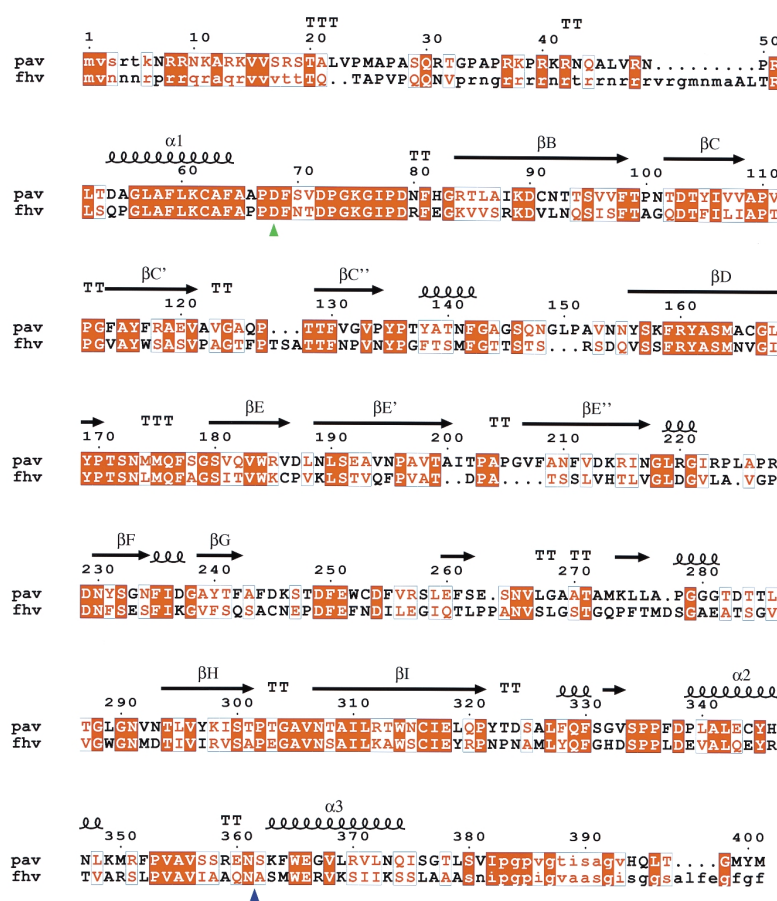 TTT TT
1 10 20 30 40 50
pav mvsrtkNRRNKARKVVSRSTALVPMAPASQRTGPAPRKPRKRNQALVRN.........PR
fhv mvnnnrprrqraqrvvvttTQ..TAPVPQQNVprngrrrrnrtrrnrrrvrgmnmaALTR
α1 TT βB βC
60 70 80 90 100 110
pav LTDAGLAFLKCAFAAPDFSVDPGKGIPDNFHGRTLAIKDCNTTSVVFTPNTDTYIVVAPV
fhv LSQPGLAFLKCAFAPPDFNTDPGKGIPDRFEGKVVSRKDVLNQSISFTAGQDTFILIAPT
TT βC’ TT βC’’ βD
120 130 140 150 160
pav PGFAYFRAEVAVGAQP...TTFVGVPYPTYATNFGAGSQNGLPAVNNYSKFRYASMACGL
fhv PGVAYWSASVPAGTFPTSATTFNPVNYPGFTSMFGTTSTS...RSDQVSSFRYASMNVGI
TTT βE βE’ TT βE’’
170 180 190 200 210 220
pav YPTSNMMQFSGSVQVWRVDLNLSEAVNPAVTAITPAPGVFANFVDKRINGLRGIRPLAPR
fhv YPTSNLMQFAGSITVWKCPVKLSTVQFPVAT..DPA....TSSLVHTLVGLDGVLA.VGP
βF βG TT TT
230 240 250 260 270 280
pav DNYSGNFIDGAYTFAFDKSTDFEWCDFVRSLEFSE.SNVLGAATAMKLLA.PGGGTDTTL
fhv DNFSESFIKGVFSQSACNEPDFEFNDILEGIQTLPPANVSLGSTGQPFTMDSGAEATSGV
βH TT βI TT α2
290 300 310 320 330 340
pav TGLGNVNTLVYKISTPTGAVNTAILRTWNCIELQPYTDSALFQFSGVSPPFDPLALECYH
fhv VGWGNMDTIVIRVSAPEGAVNSAILKAWSCIEYRPNPNAMLYQFGHDSPPLDEVALQEYR
TT α3
350 360 370 380 390 400
pav NLKMRFPVAVSSRENSKFWEGVLRVLNQISGTLSVIpgpvgtisagvHQLT....GMYM
fhv TVARSLPVAVIAAQNASMWERVKSIIKSSLAAAsnipgpigvaasgisggsalfegfgf